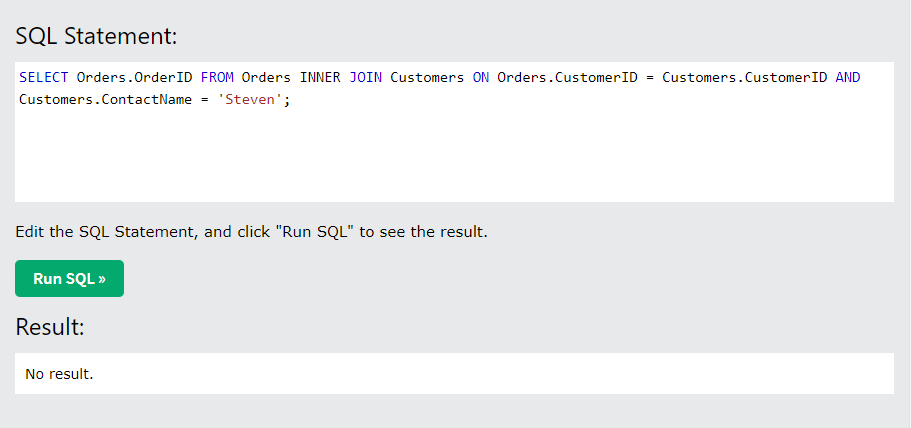 SQL Statement:
SELECT Orders.OrderID FROM Orders INNER JOIN Customers ON Orders.CustomerID = Customers.CustomerID AND
Customers.ContactName = 'Steven';
Edit the SQL Statement, and click "Run SQL" to see the result.
Run SQL »
Result:
No result.